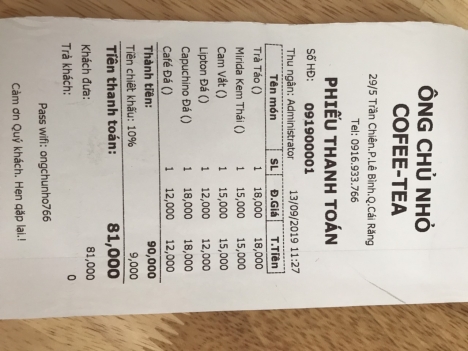 ÔNG CHỦ NHỎ
COFEE-TEA
29/5 Trần Chiên.P.Lê Bình.Q.Cái Răng
Tel: 0916.933.766
PHIẾU THANH TOÁN
Số HĐ: 091900001
Thu ngân: Administrator 13/09/2019 11:27
Tên món SL Đ.Giá T.Tiền
Trà Táo () 1 18,000 18,000
Mirida Kem Thái () 1 15,000 15,000
Cam Vắt () 1 15,000 15,000
Lipton Đá () 1 12,000 12,000
Capuchino Đá () 1 18,000 18,000
Café Đá () 1 12,000 12,000
Thành tiền: 90,000
Tiền chiết khấu: 10% 9,000
Tiền thanh toán: 81,000
Khách đưa: 81,000
Trả khách: 0
Pass wifi: ongchunho766
Cảm ơn Quý khách. Hẹn gặp lại.!